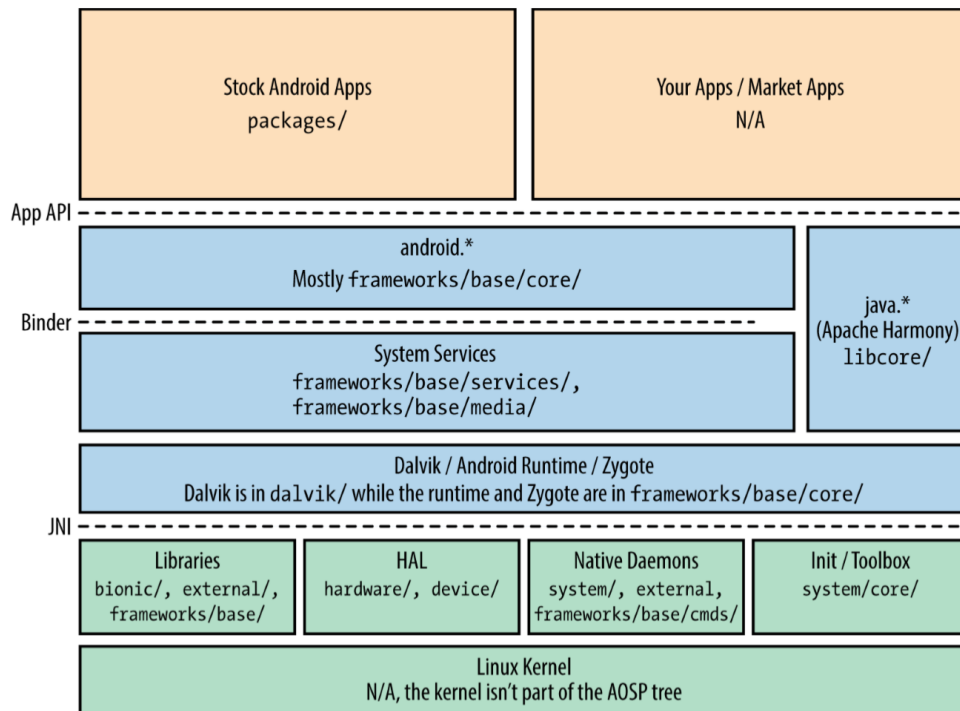 Stock Android Apps
packages/
Your Apps / Market Apps
N/A
App API
android.*
Mostly frameworks/base/core/
java.*
(Apache Harmony)
libcore/
Binder
System Services
frameworks/base/services/,
frameworks/base/media/
Dalvik / Android Runtime / Zygote
Dalvik is in dalvik/ while the runtime and Zygote are in frameworks/base/core/
JNI
Libraries
bionic/, external/,
frameworks/base/
HAL
hardware/, device/
Native Daemons
system/, external,
frameworks/base/cmds/
Init / Toolbox
system/core/
Linux Kernel
N/A, the kernel isn’t part of the AOSP tree